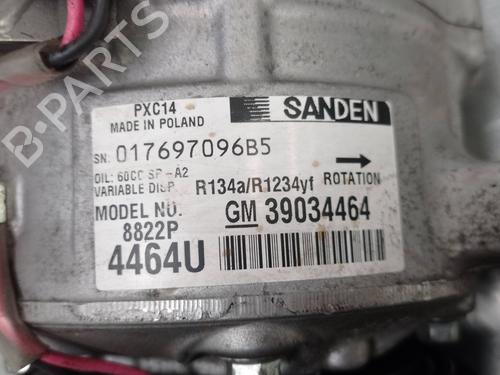 PXC14
MADE IN POLAND
SANDEN
SN: 017697096B5
OIL: 60CC SP-A2
VARIABLE DISP
R134a/R1234yf
ROTATION
MODEL NO.
8822P
GM 39034464
4464U
B-Parts